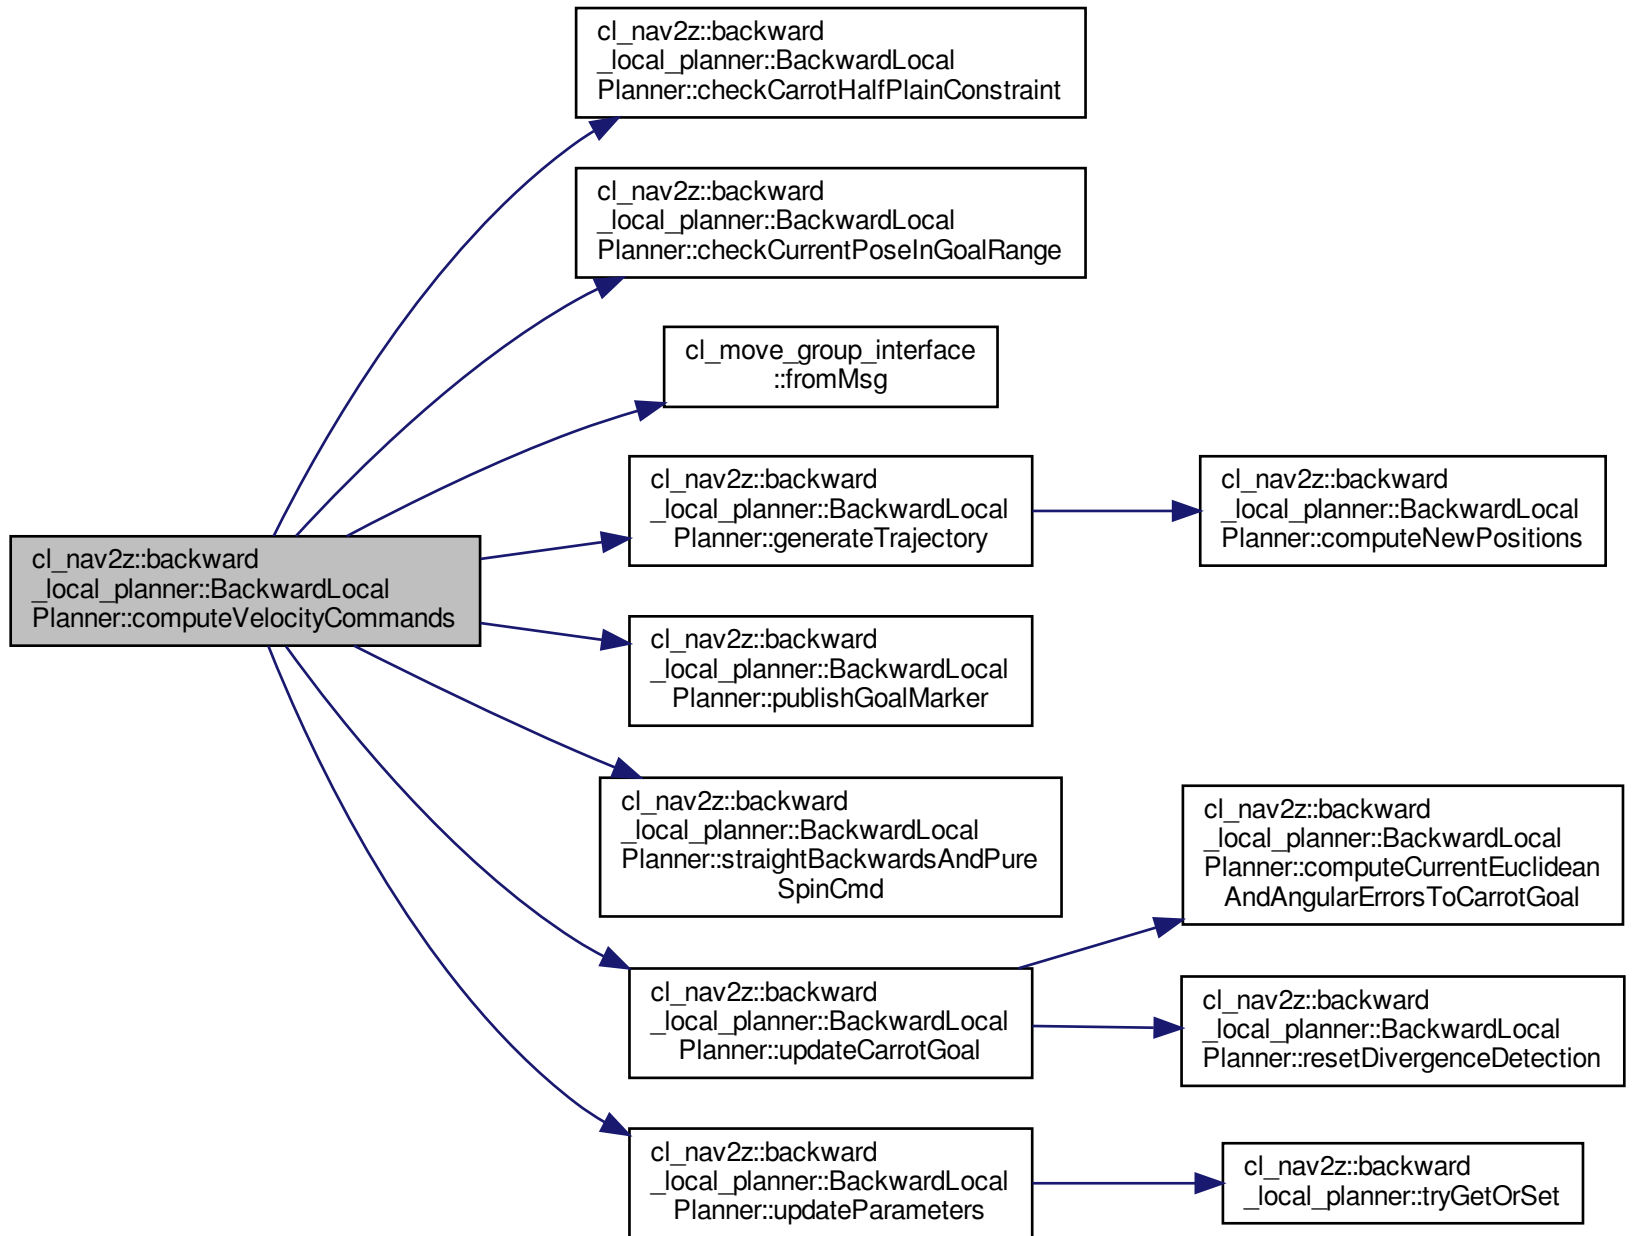 cl_nav2z::backward
_local_planner::BackwardLocal
Planner::checkCarrotHalfPlainConstraint
cl_nav2z::backward
_local_planner::BackwardLocal
Planner::checkCurrentPoseInGoalRange
cl_move_group_interface
::fromMsg
cl_nav2z::backward
_local_planner::BackwardLocal
Planner::generateTrajectory
cl_nav2z::backward
_local_planner::BackwardLocal
Planner::computeNewPositions
cl_nav2z::backward
_local_planner::BackwardLocal
Planner::computeVelocityCommands
cl_nav2z::backward
_local_planner::BackwardLocal
Planner::publishGoalMarker
cl_nav2z::backward
_local_planner::BackwardLocal
Planner::straightBackwardsAndPure
SpinCmd
cl_nav2z::backward
_local_planner::BackwardLocal
Planner::computeCurrentEuclidean
AndAngularErrorsToCarrotGoal
cl_nav2z::backward
_local_planner::BackwardLocal
Planner::updateCarrotGoal
cl_nav2z::backward
_local_planner::BackwardLocal
Planner::resetDivergenceDetection
cl_nav2z::backward
_local_planner::BackwardLocal
Planner::updateParameters
cl_nav2z::backward
_local_planner::tryGetOrSet